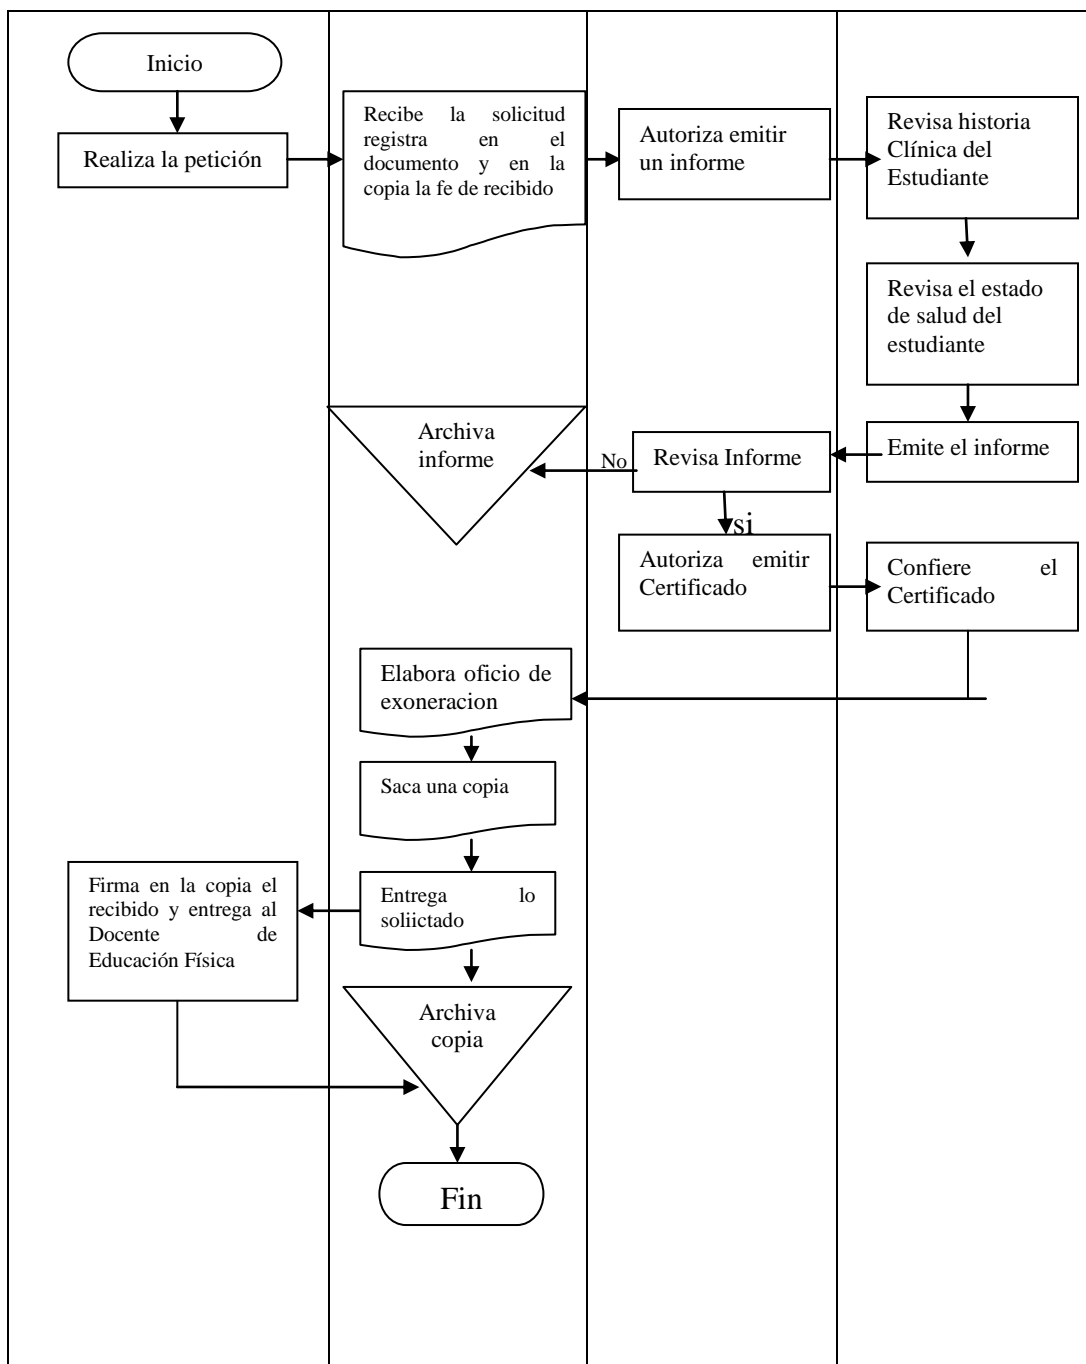 Inicio
Realiza la petición
Recibe la solicitud
registra en el
documento y en la
copia la fe de recibido
Autoriza emitir
un informe
Revisa historia
Clínica del
Estudiante
Revisa el estado
de salud del
estudiante
Archiva
informe
No
Revisa Informe
Emite el informe
si
Autoriza emitir
Certificado
Confiere el
Certificado
Elabora oficio de
exoneracion
Saca una copia
Entrega lo
soliictado
Firma en la copia el
recibido y entrega al
Docente de
Educación Física
Archiva
copia
Fin